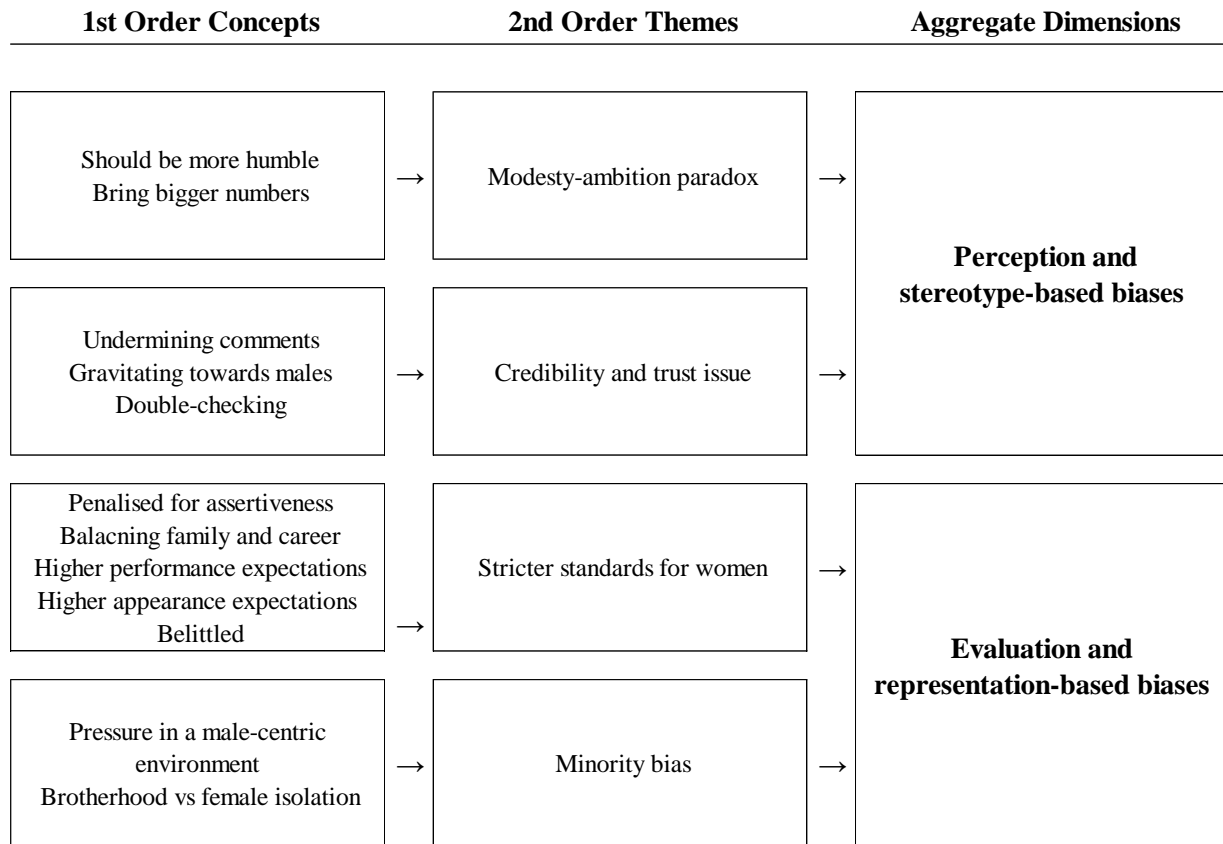 1st Order Concepts
2nd Order Themes
Aggregate Dimensions
Should be more humble
Bring bigger numbers
→
Modesty-ambition paradox
→
Perception and
stereotype-based biases
Undermining comments
Gravitating towards males
Double-checking
→
Credibility and trust issue
→
Penalised for assertiveness
Balacning family and career
Higher performance expectations
Higher appearance expectations
Belittled
→
Stricter standards for women
→
Evaluation and
representation-based biases
Pressure in a male-centric
environment
Brotherhood vs female isolation
→
Minority bias
→